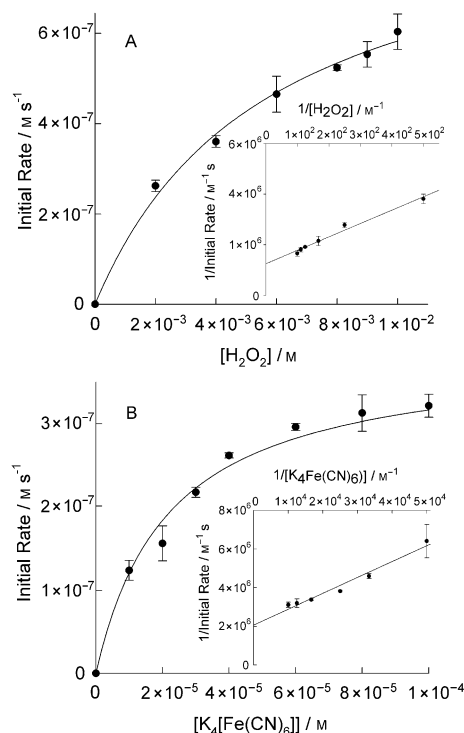 A
Initial Rate / M s⁻¹
6×10⁻⁷
4×10⁻⁷
2×10⁻⁷
0
1/[H2O2] / M⁻¹
0 1×10² 2×10² 3×10² 4×10² 5×10²
1/Initial Rate / M⁻¹ s
6×10⁶
4×10⁶
1×10⁶
0
0 2×10⁻³ 4×10⁻³ 6×10⁻³ 8×10⁻³ 1×10⁻²
[H₂O₂] / M
B
Initial Rate / M s⁻¹
3×10⁻⁷
2×10⁻⁷
1×10⁻⁷
0
1/[K₄Fe(CN)₆)] / M⁻¹
0 1×10⁴ 2×10⁴ 3×10⁴ 4×10⁴ 5×10⁴
1/Initial Rate / M⁻¹ s
8×10⁶
6×10⁶
4×10⁶
2×10⁶
0
0 2×10⁻⁵ 4×10⁻⁵ 6×10⁻⁵ 8×10⁻⁵ 1×10⁻⁴
[K₄[Fe(CN)₆]] / M